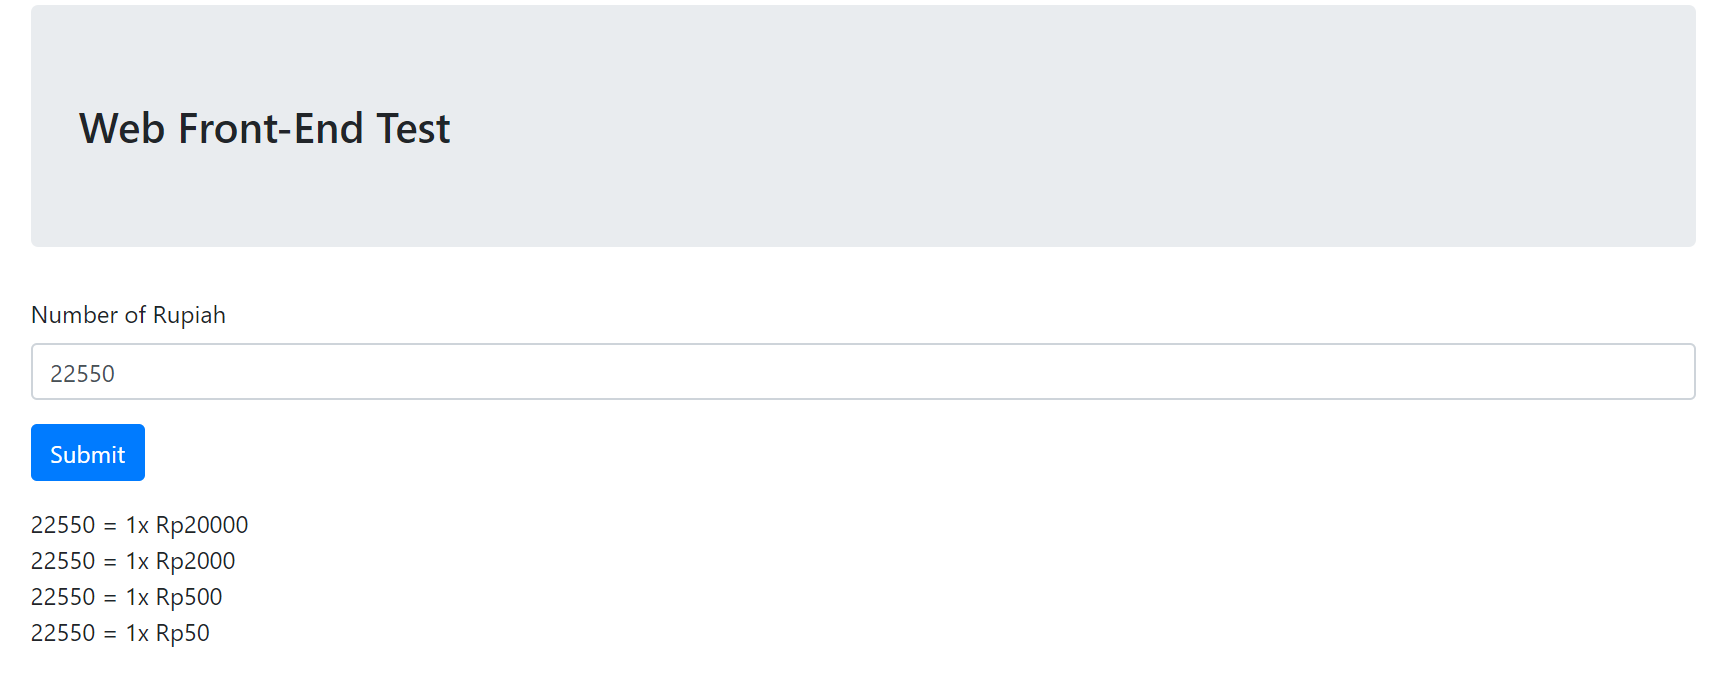 Web Front-End Test
Number of Rupiah
22550
Submit
22550 = 1x Rp20000
22550 = 1x Rp2000
22550 = 1x Rp500
22550 = 1x Rp50